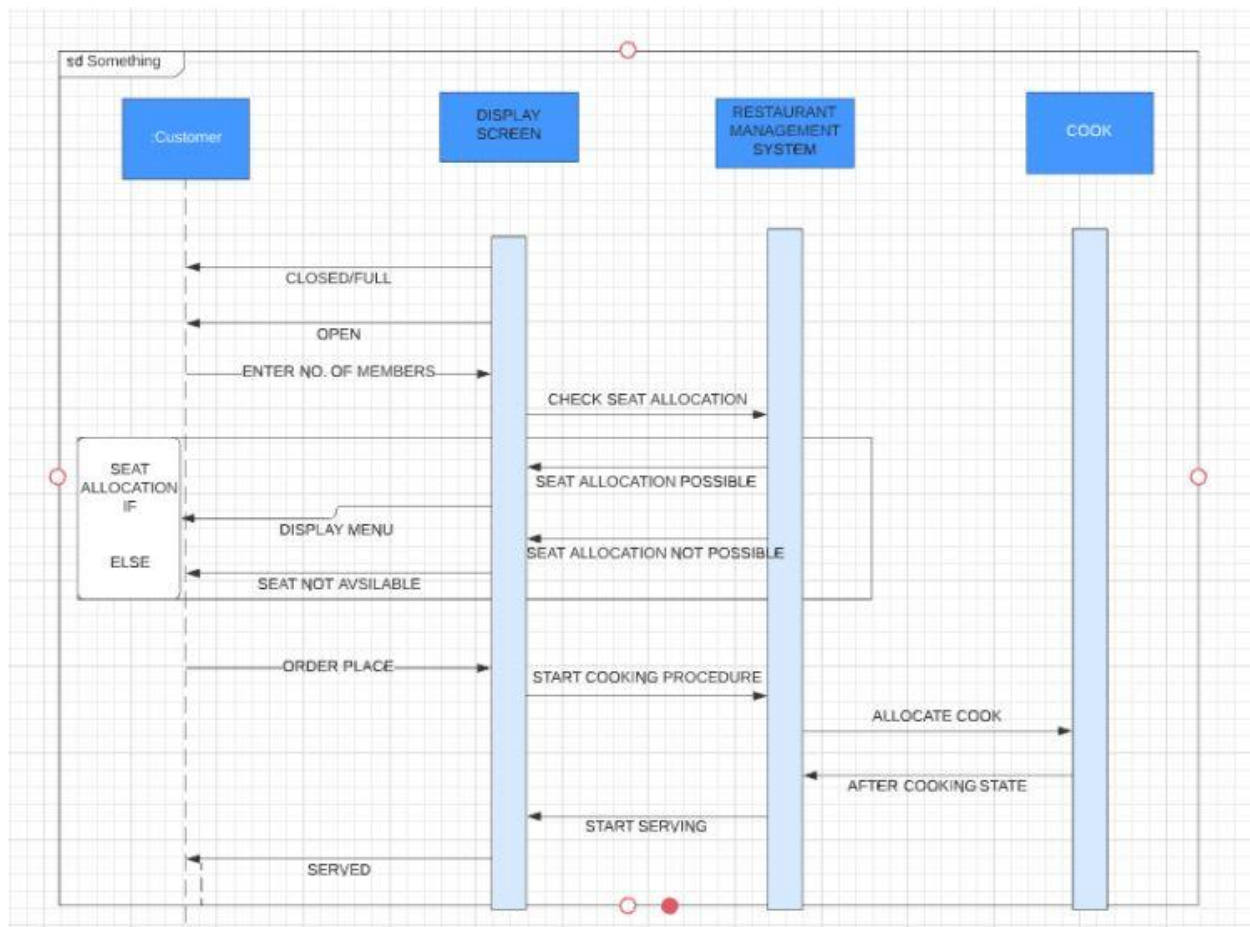 sd Something
:Customer
DISPLAY
SCREEN
RESTAURANT
MANAGEMENT
SYSTEM
COOK
CLOSED/FULL
OPEN
ENTER NO. OF MEMBERS
CHECK SEAT ALLOCATION
SEAT
ALLOCATION
IF
SEAT ALLOCATION POSSIBLE
DISPLAY MENU
SEAT ALLOCATION NOT POSSIBLE
ELSE
SEAT NOT AVSILABLE
ORDER PLACE
START COOKING PROCEDURE
ALLOCATE COOK
AFTER COOKING STATE
START SERVING
SERVED